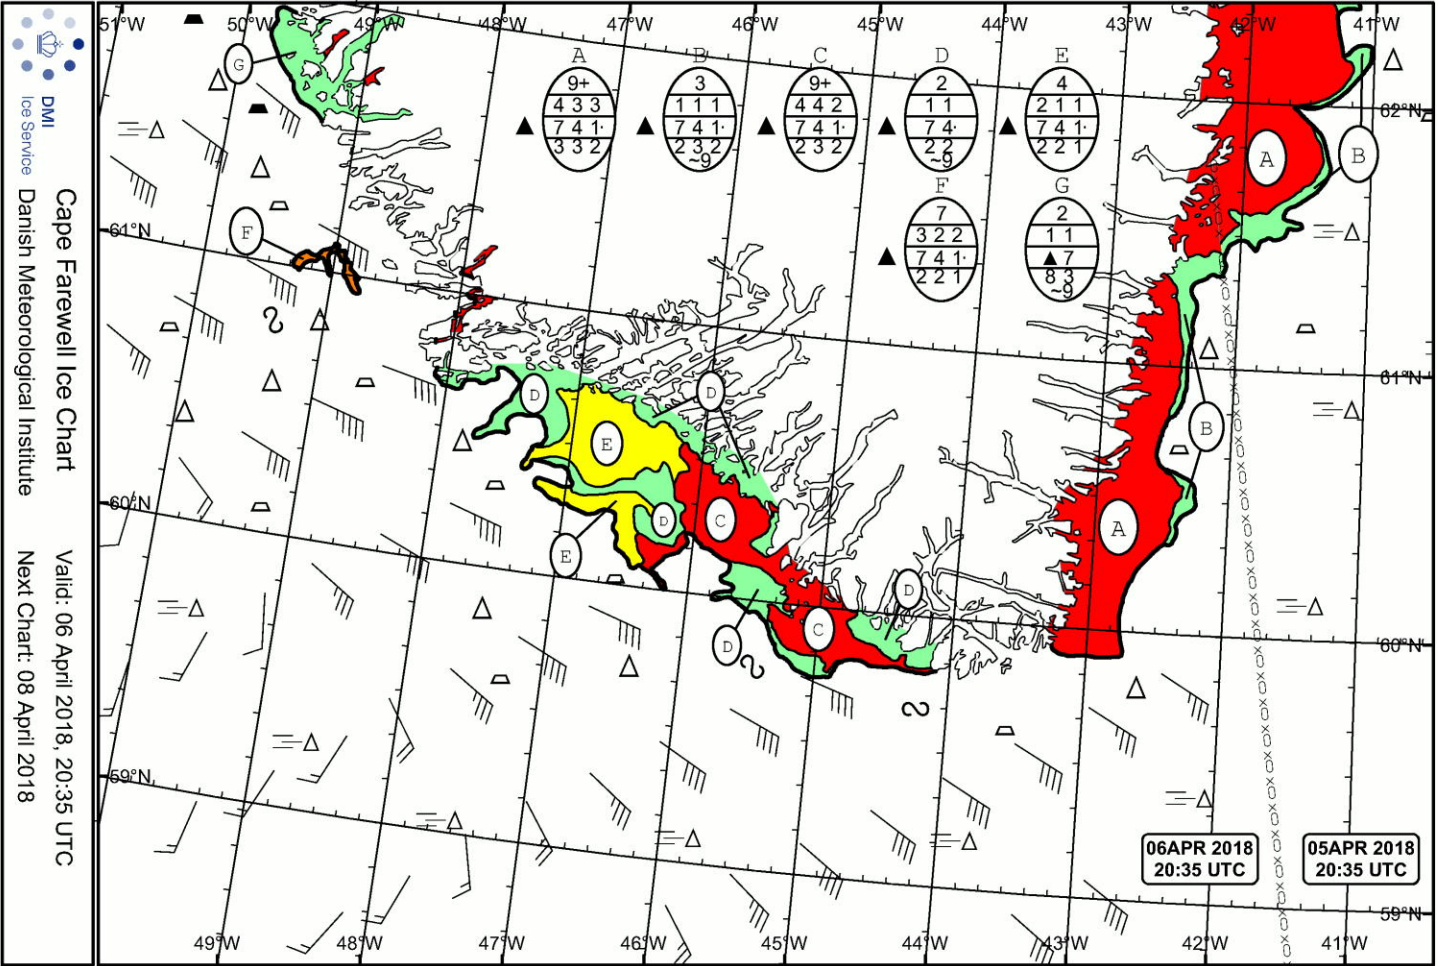 DMI
Ice Service
Cape Farewell Ice Chart
Danish Meteorological Institute
Valid: 06 April 2018, 20:35 UTC
Next Chart: 08 April 2018
51°W 50°W 49°W 48°W 47°W 46°W 45°W 44°W 43°W 42°W 41°W
A
9+
4 3 3
7 4 1·
3 3 2
B
3
1 1 1
7 4 1·
2 3 2
~9
C
9+
4 4 2
7 4 1·
2 3 2
D
2
1 1
7 4·
2 2
~9
E
4
2 1 1
7 4 1·
2 2 1
F
7
3 2 2
7 4 1·
2 2 1
G
2
1 1
▲ 7
8 3
~9
G
62°N
A
B
61°N
F
61°N
D
D
E
B
60°N
C
D
A
E
D
C
D
60°N
59°N
06APR 2018
20:35 UTC
05APR 2018
20:35 UTC
59°N
49°W 48°W 47°W 46°W 45°W 44°W 43°W 42°W 41°W